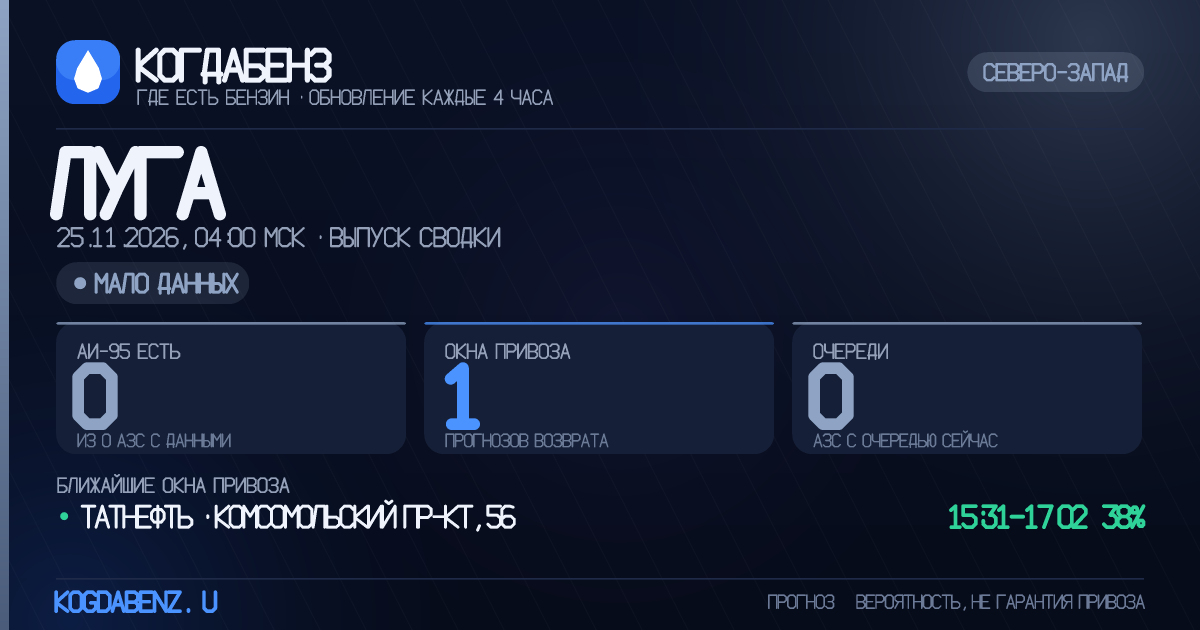 КОГДАБЕНЗ
ГДЕ ЕСТЬ БЕНЗИН · ОБНОВЛЕНИЕ КАЖДЫЕ 4 ЧАСА
СЕВЕРО-ЗАПАД
ЛУГА
25.11.2026, 04:00 МСК · ВЫПУСК СВОДКИ
МАЛО ДАННЫХ
АИ-95 ЕСТЬ
0
ИЗ 0 АЗС С ДАННЫМИ
ОКНА ПРИВОЗА
1
ПРОГНОЗОВ ВОЗВРАТА
ОЧЕРЕДИ
0
АЗС С ОЧЕРЕДЬЮ СЕЙЧАС
БЛИЖАЙШИЕ ОКНА ПРИВОЗА
• ТАТНЕФТЬ · КОМСОМОЛЬСКИЙ ПР-КТ, 56
15:31-17:02 38%
KOGDABENZ. U
ПРОГНОЗ ВЕРОЯТНОСТЬ, НЕ ГАРАНТИЯ ПРИВОЗА